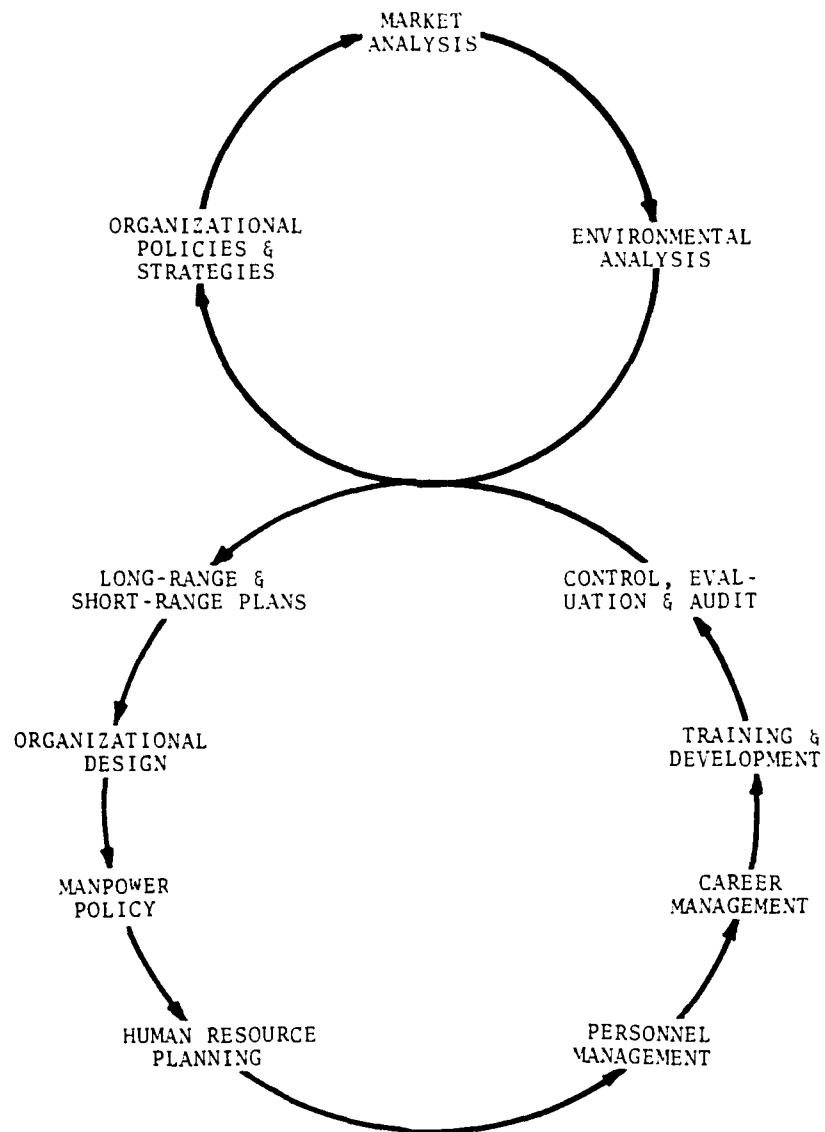 MARKET
ANALYSIS
ORGANIZATIONAL
POLICIES &
STRATEGIES
ENVIRONMENTAL
ANALYSIS
LONG-RANGE &
SHORT-RANGE PLANS
CONTROL, EVAL-
UATION & AUDIT
ORGANIZATIONAL
DESIGN
TRAINING &
DEVELOPMENT
MANPOWER
POLICY
CAREER
MANAGEMENT
HUMAN RESOURCE
PLANNING
PERSONNEL
MANAGEMENT